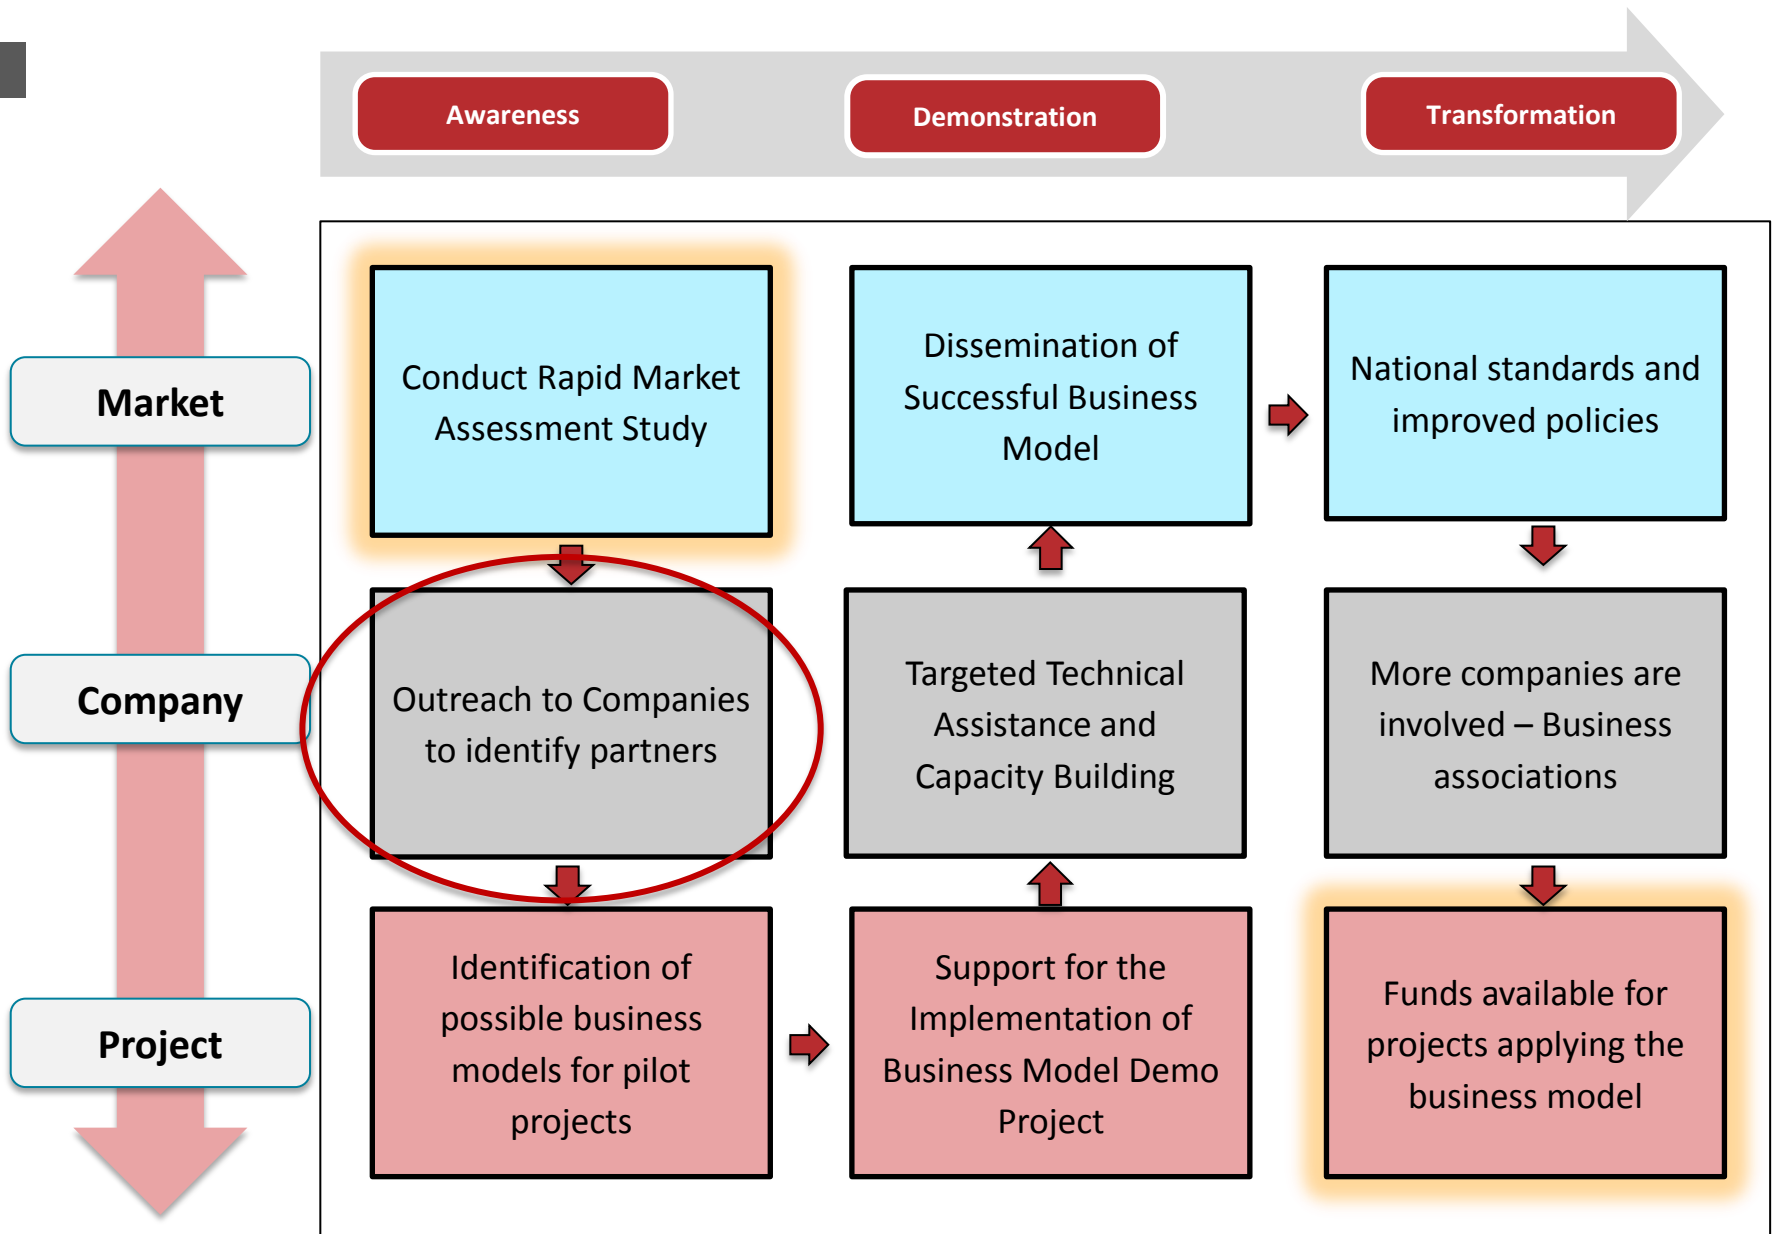 Awareness
Demonstration
Transformation
Market
Conduct Rapid Market
Assessment Study
Dissemination of
Successful Business
Model
National standards and
improved policies
Company
Outreach to Companies
to identify partners
Targeted Technical
Assistance and
Capacity Building
More companies are
involved – Business
associations
Project
Identification of
possible business
models for pilot
projects
Support for the
Implementation of
Business Model Demo
Project
Funds available for
projects applying the
business model